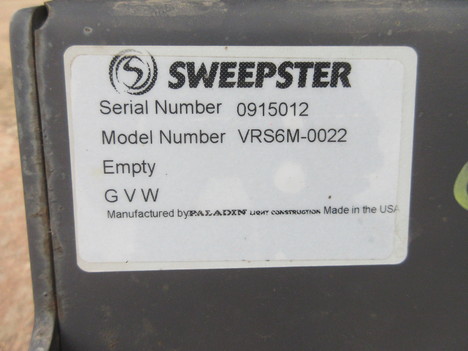 SWEEPSTER
Serial Number 0915012
Model Number VRS6M-0022
Empty
G V W
Manufactured by PALADIN LIGHT CONSTRUCTION Made in the USA